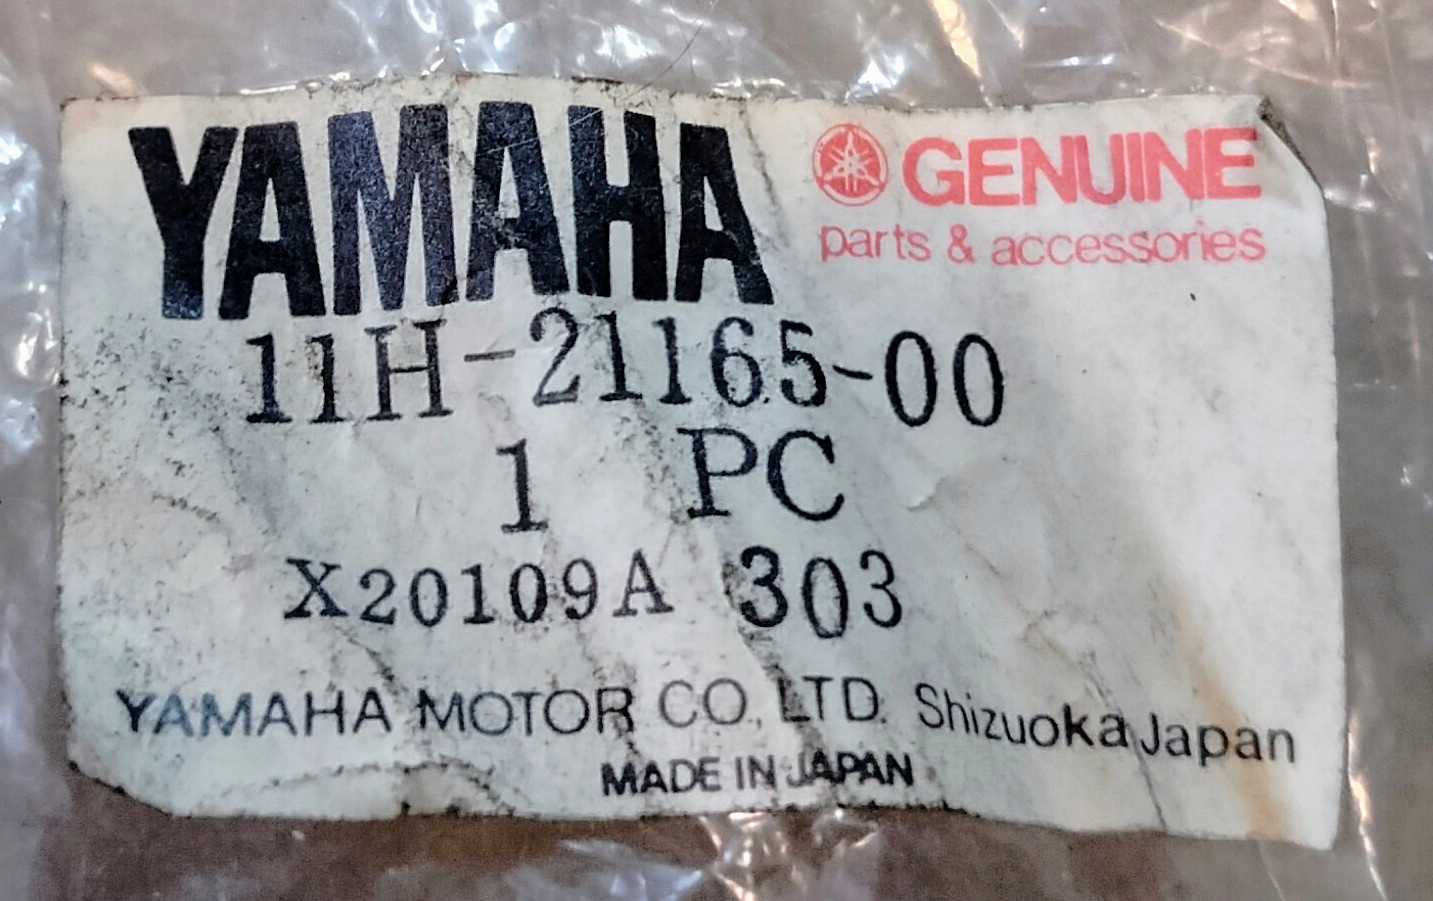 YAMAHA GENUINE
parts & accessories
11H-21165-00
1 PC
X20109A 303
YAMAHA MOTOR CO., LTD. Shizuoka Japan
MADE IN JAPAN